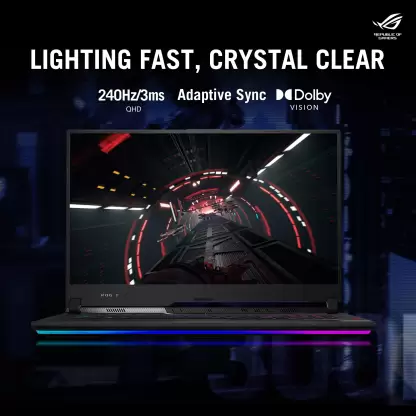 REPUBLIC OF
GAMERS
LIGHTING FAST, CRYSTAL CLEAR
240Hz/3ms
QHD
Adaptive Sync
Dolby
VISION